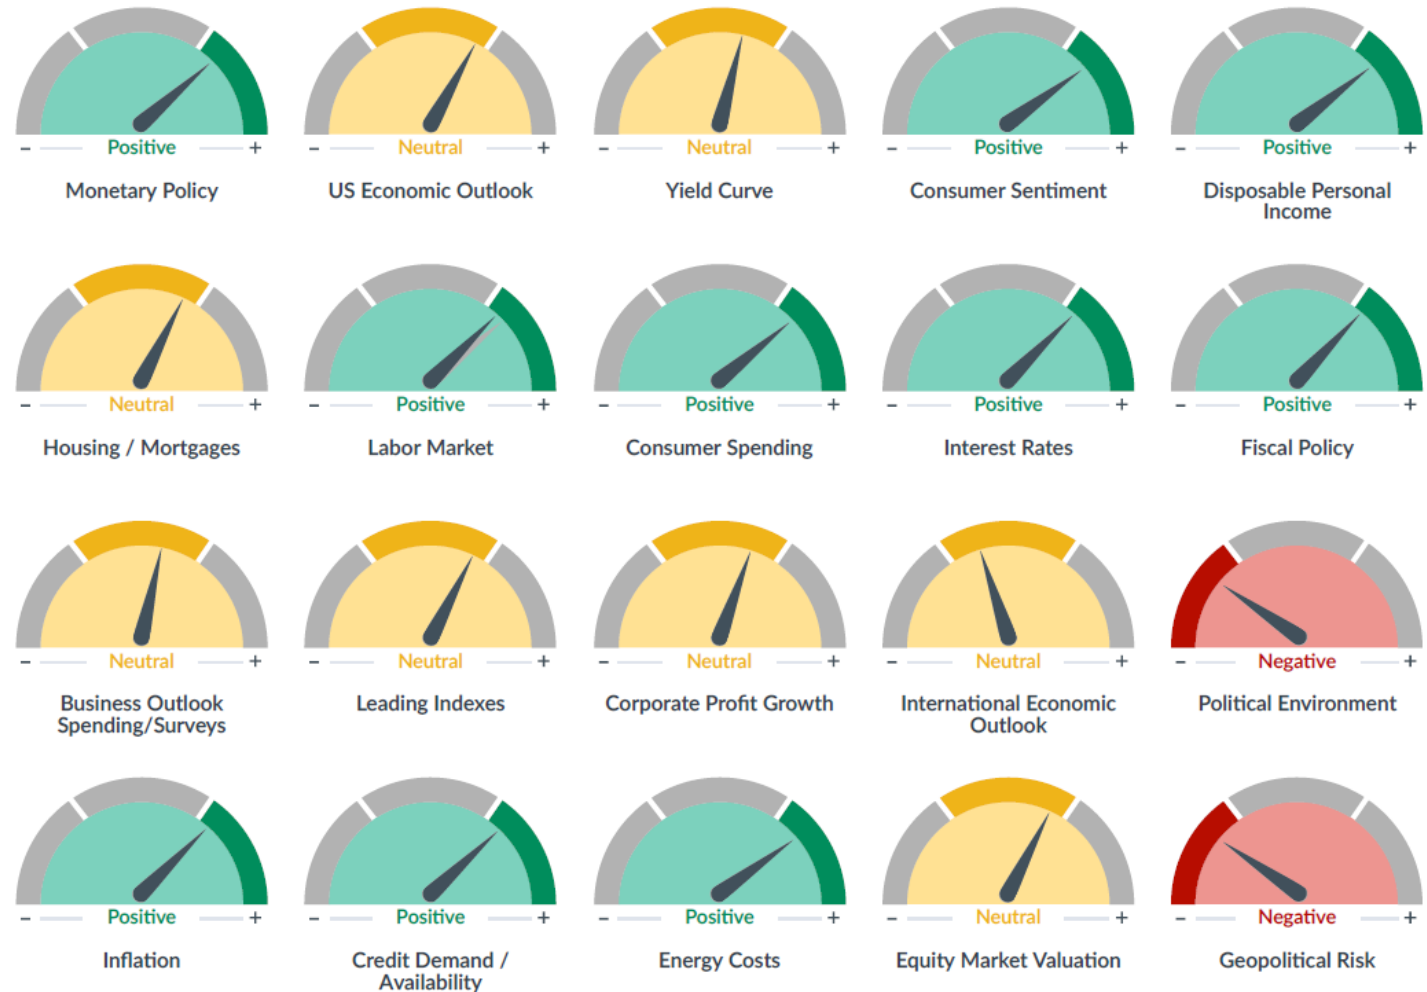 - Positive +
Monetary Policy
- Neutral +
US Economic Outlook
- Neutral +
Yield Curve
- Positive +
Consumer Sentiment
- Positive +
Disposable Personal
Income
- Neutral +
Housing / Mortgages
- Positive +
Labor Market
- Positive +
Consumer Spending
- Positive +
Interest Rates
- Positive +
Fiscal Policy
- Neutral +
Business Outlook
Spending/Surveys
- Neutral +
Leading Indexes
- Neutral +
Corporate Profit Growth
- Neutral +
International Economic
Outlook
- Negative +
Political Environment
- Positive +
Inflation
- Positive +
Credit Demand /
Availability
- Positive +
Energy Costs
- Neutral +
Equity Market Valuation
- Negative +
Geopolitical Risk